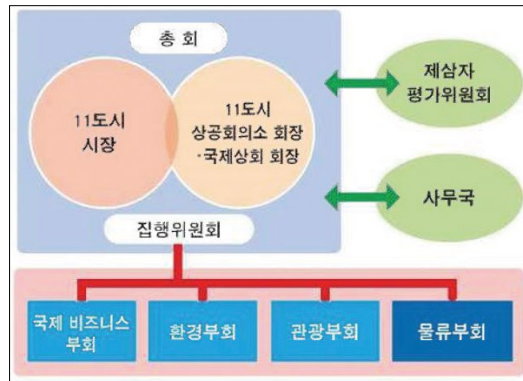 총 회
11도시
시장
11도시
상공회의소 회장
·국제상회 회장
집행위원회
제삼자
평가위원회
사무국
국제 비즈니스
부회
환경부회
관광부회
물류부회